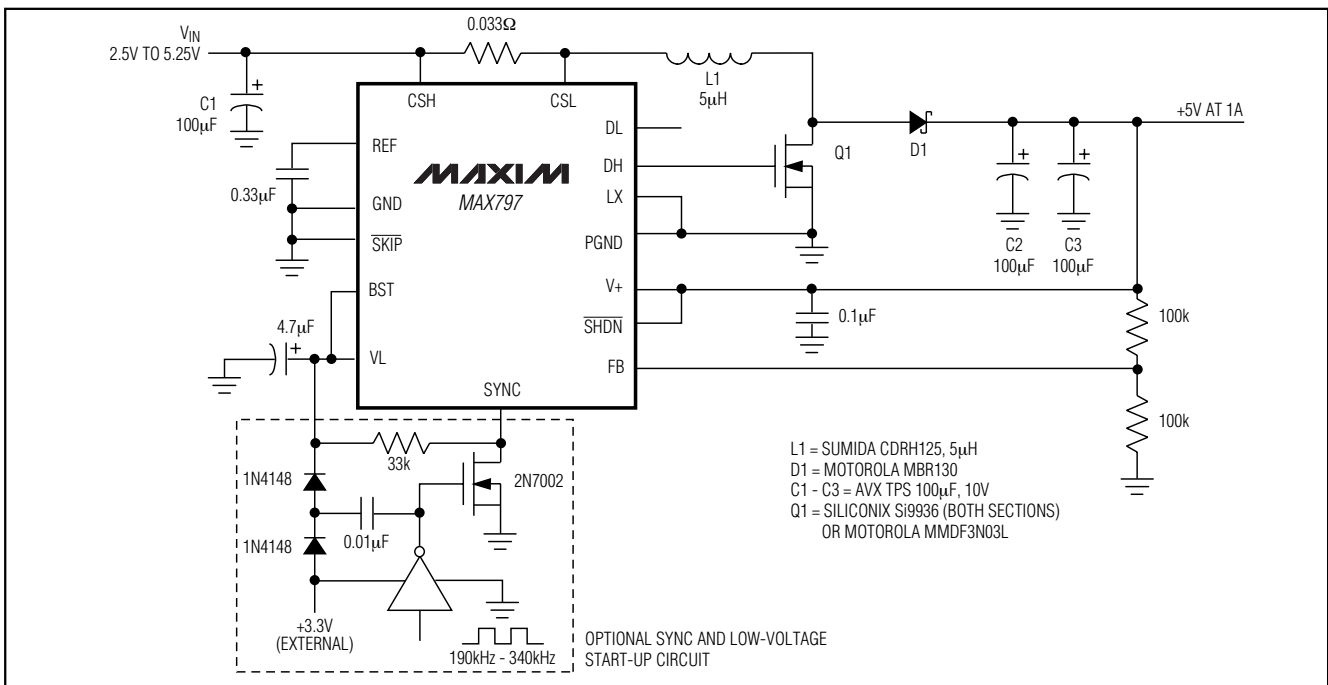 V_IN
2.5V TO 5.25V
0.033Ω
C1
100µF
L1
5µH
CSH
CSL
+5V AT 1A
D1
Q1
REF
DL
DH
0.33µF
MAXIM
MAX797
GND
LX
SKIP
PGND
C2
100µF
C3
100µF
BST
V+
SHDN
0.1µF
100k
4.7µF
VL
FB
SYNC
100k
33k
1N4148
2N7002
1N4148
0.01µF
+3.3V
(EXTERNAL)
190kHz - 340kHz
OPTIONAL SYNC AND LOW-VOLTAGE
START-UP CIRCUIT
L1 = SUMIDA CDRH125, 5µH
D1 = MOTOROLA MBR130
C1 - C3 = AVX TPS 100µF, 10V
Q1 = SILICONIX Si9936 (BOTH SECTIONS)
OR MOTOROLA MMDF3N03L